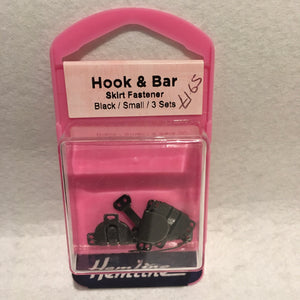 Hook & Bar
Skirt Fastener
Black / Small / 3 Sets
Hemline